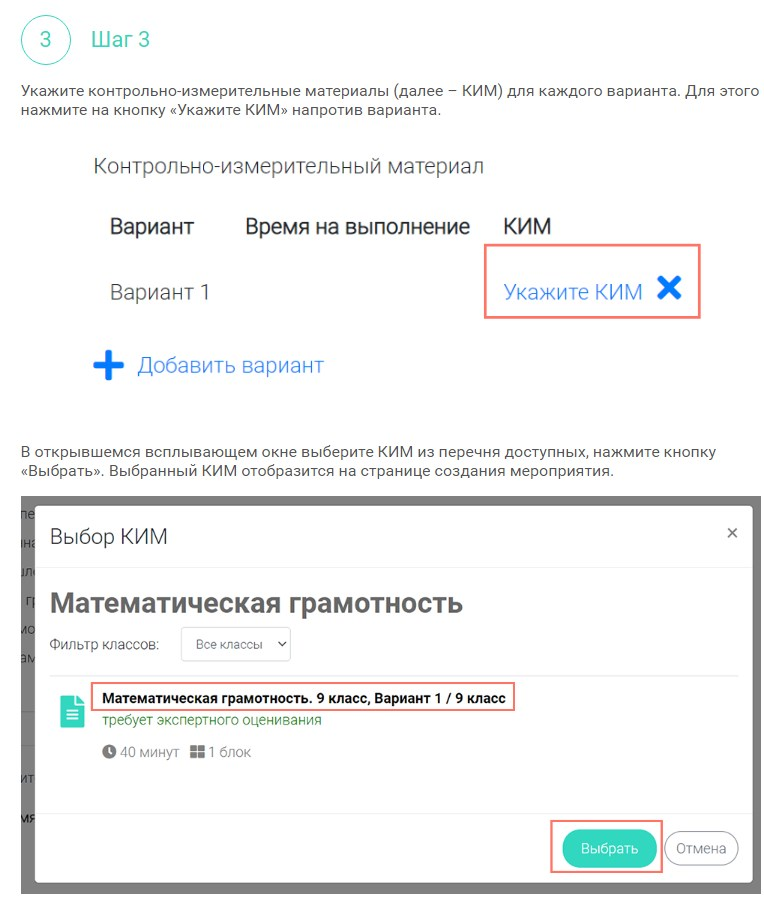 3 Шаг 3
Укажите контрольно-измерительные материалы (далее – КИМ) для каждого варианта. Для этого
нажмите на кнопку «Укажите КИМ» напротив варианта.
Контрольно-измерительный материал
Вариант Время на выполнение КИМ
Вариант 1 Укажите КИМ
Добавить вариант
В открывшемся всплывающем окне выберите КИМ из перечня доступных, нажмите кнопку
«Выбрать». Выбранный КИМ отобразится на странице создания мероприятия.
Выбор КИМ ×
Математическая грамотность
Фильтр классов: Все классы
Математическая грамотность. 9 класс, Вариант 1 / 9 класс
требует экспертного оценивания
40 минут 1 блок
Выбрать Отмена